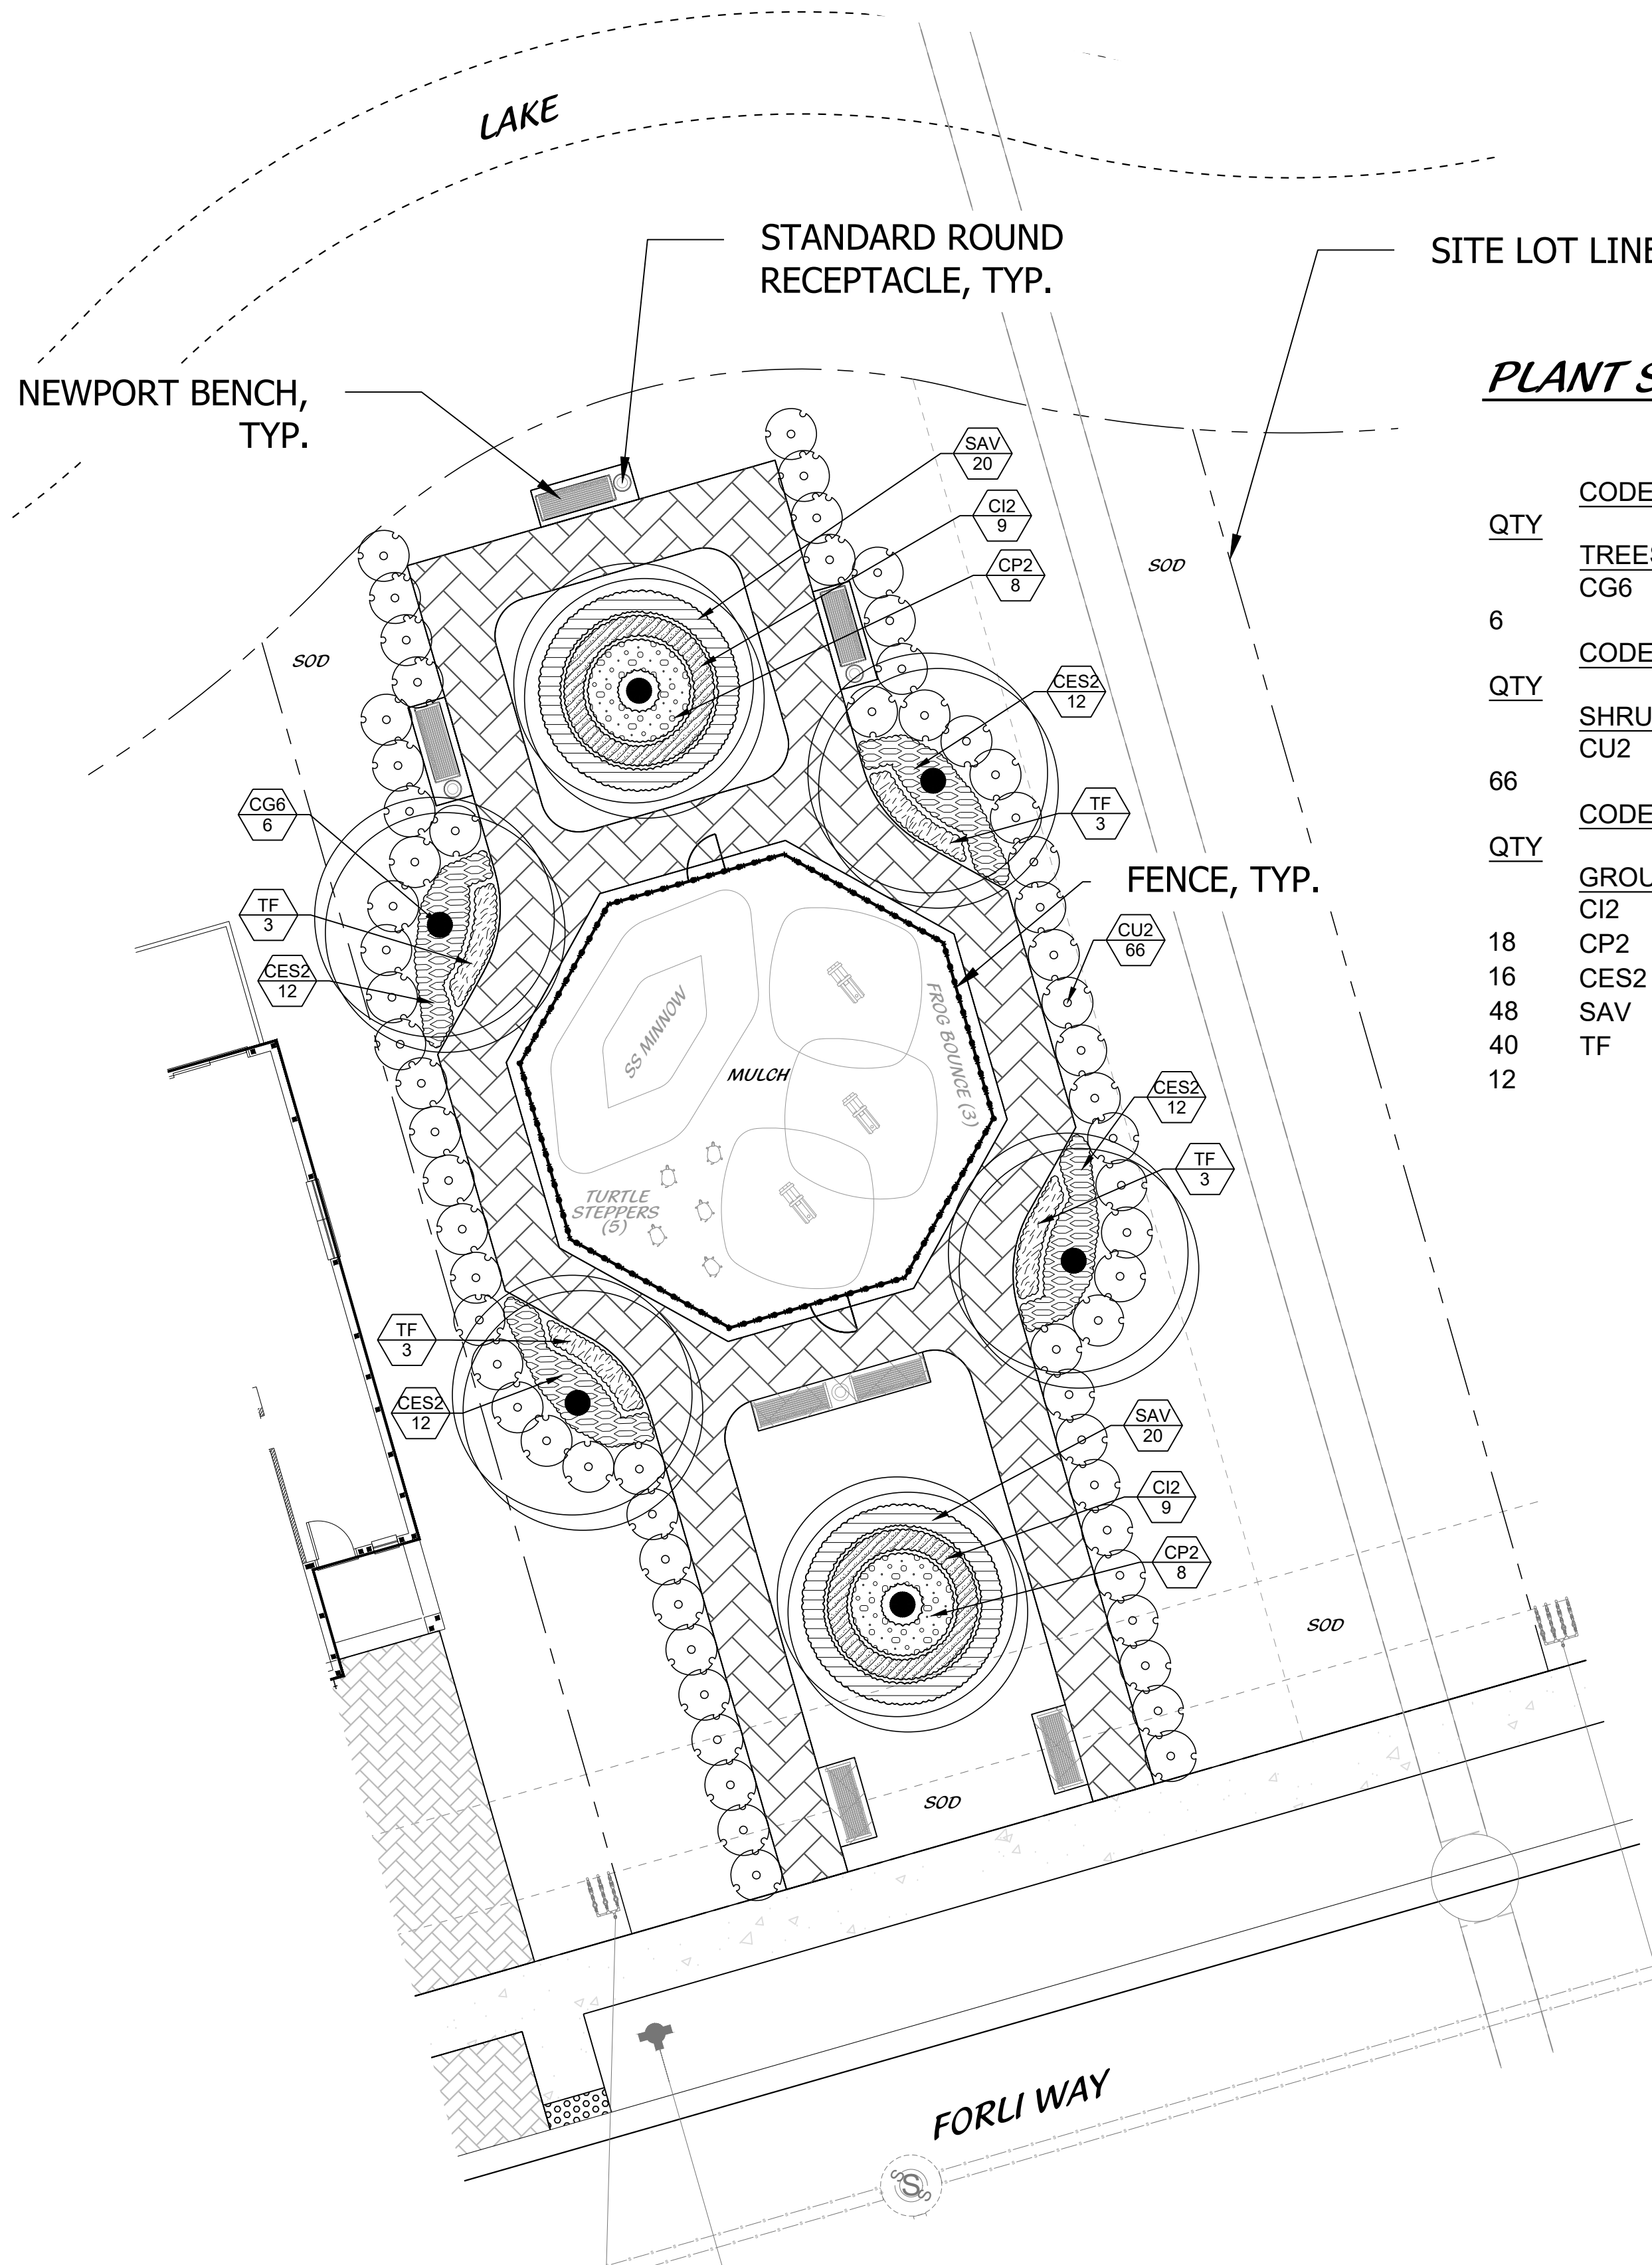 LAKE
STANDARD ROUND
RECEPTACLE, TYP.
SITE LOT LINE
NEWPORT BENCH,
TYP.
PLANT S
CODE
QTY
TREES
CG6
6
CODE
QTY
SHRU
CU2
66
CODE
QTY
GROU
CI2
18
CP2
16
CES2
48
SAV
40
TF
12
SAV
20
CI2
9
CP2
8
SOD
SOD
CES2
12
CG6
6
TF
3
FENCE, TYP.
TF
3
CU2
66
CES2
12
SS MINNOW
FROG BOUNCE (3)
MULCH
CES2
12
TF
3
TURTLE
STEPPERS
(5)
TF
3
CES2
12
SAV
20
CI2
9
CP2
8
SOD
SOD
FORLI WAY
S
S
S